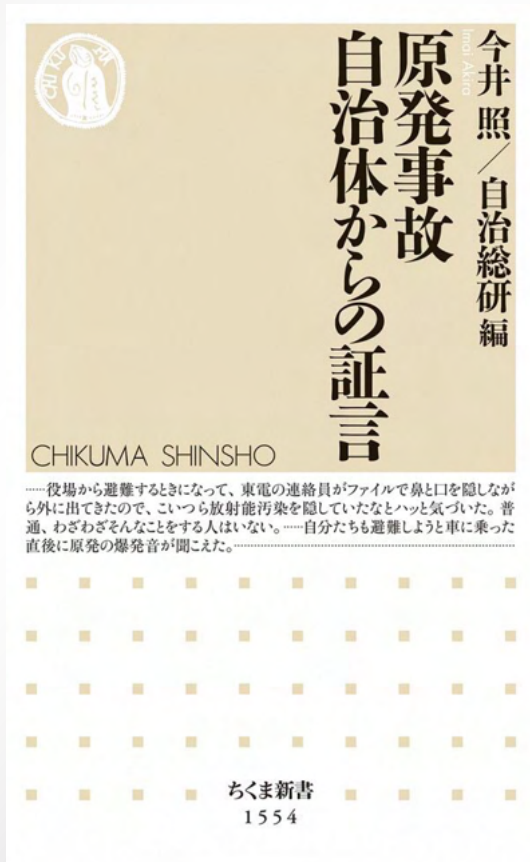 CHIKUMA
今井 照／自治総研 編
Imai Akira
原発事故
自治体からの証言
CHIKUMA SHINSHO
……役場から避難するときになって、東電の連絡員がファイルで鼻と口を隠しなが
ら外に出てきたので、こいつら放射能汚染を隠していたなとハッと気づいた。普
通、わざわざそんなことをする人はいない。……自分たちも避難しようと車に乗った
直後に原発の爆発音が聞こえた。……………………………………………………
ちくま新書
1554